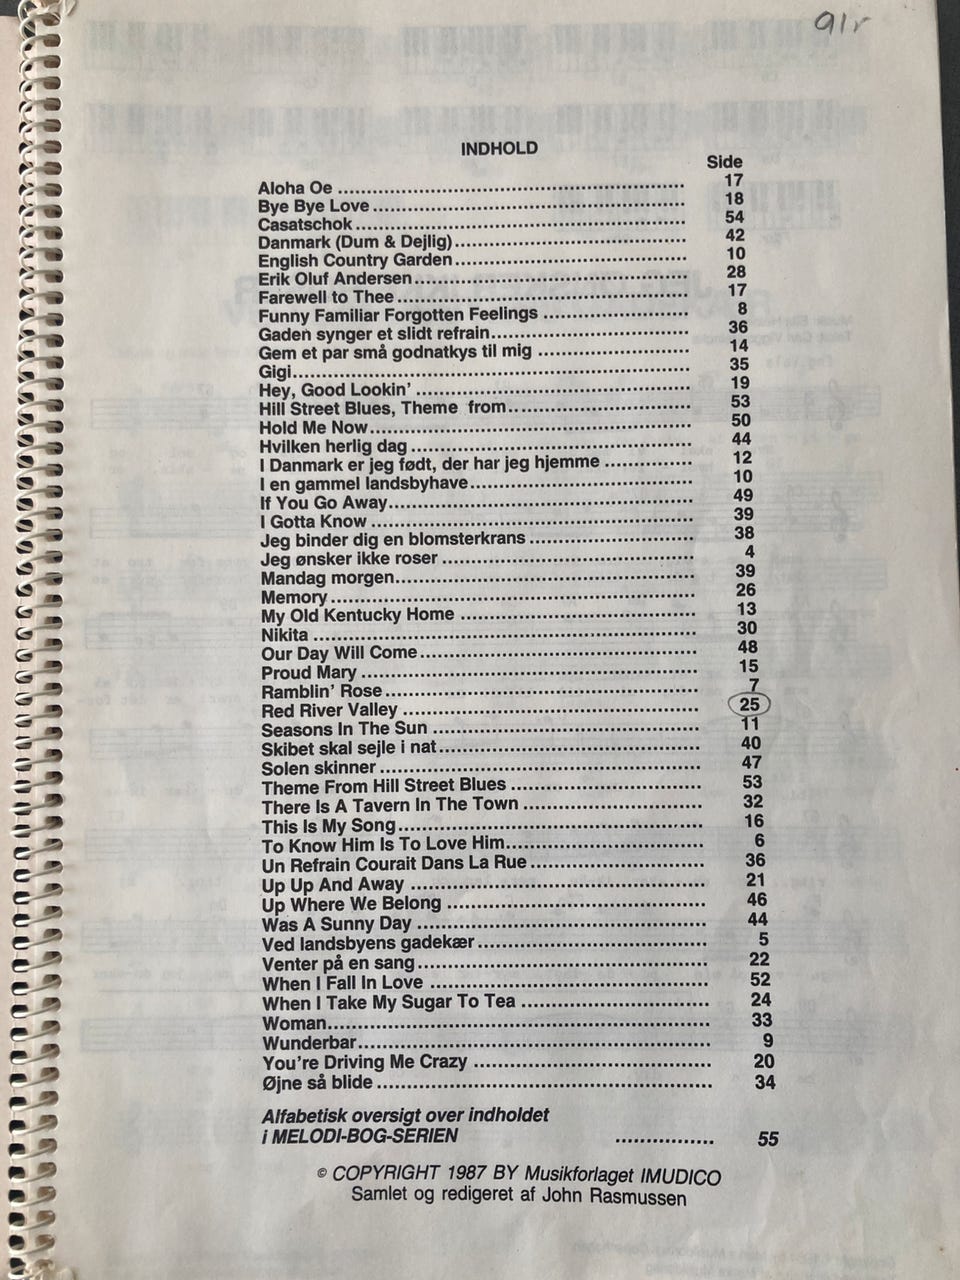 91r
INDHOLD
Side
Aloha Oe ........ 17
Bye Bye Love ........ 18
Casatschok ........ 54
Danmark (Dum & Dejlig) ........ 42
English Country Garden ........ 10
Erik Oluf Andersen ........ 28
Farewell to Thee ........ 17
Funny Familiar Forgotten Feelings ........ 8
Gaden synger et slidt refrain ........ 36
Gem et par små godnatkys til mig ........ 14
Gigi ........ 35
Hey, Good Lookin' ........ 19
Hill Street Blues, Theme from ........ 53
Hold Me Now ........ 50
Hvilken herlig dag ........ 44
I Danmark er jeg født, der har jeg hjemme ........ 12
I en gammel landsbyhave ........ 10
If You Go Away ........ 49
I Gotta Know ........ 39
Jeg binder dig en blomsterkrans ........ 38
Jeg ønsker ikke roser ........ 4
Mandag morgen ........ 39
Memory ........ 26
My Old Kentucky Home ........ 13
Nikita ........ 30
Our Day Will Come ........ 48
Proud Mary ........ 15
Ramblin' Rose ........ 7
Red River Valley ........ 25
Seasons In The Sun ........ 11
Skibet skal sejle i nat ........ 40
Solen skinner ........ 47
Theme From Hill Street Blues ........ 53
There Is A Tavern In The Town ........ 32
This Is My Song ........ 16
To Know Him Is To Love Him ........ 6
Un Refrain Courait Dans La Rue ........ 36
Up Up And Away ........ 21
Up Where We Belong ........ 46
Was A Sunny Day ........ 44
Ved landsbyens gadekær ........ 5
Venter på en sang ........ 22
When I Fall In Love ........ 52
When I Take My Sugar To Tea ........ 24
Woman ........ 33
Wunderbar ........ 9
You're Driving Me Crazy ........ 20
Øjne så blide ........ 34
Alfabetisk oversigt over indholdet
i MELODI-BOG-SERIEN ........ 55
© COPYRIGHT 1987 BY Musikforlaget IMUDICO
Samlet og redigeret af John Rasmussen